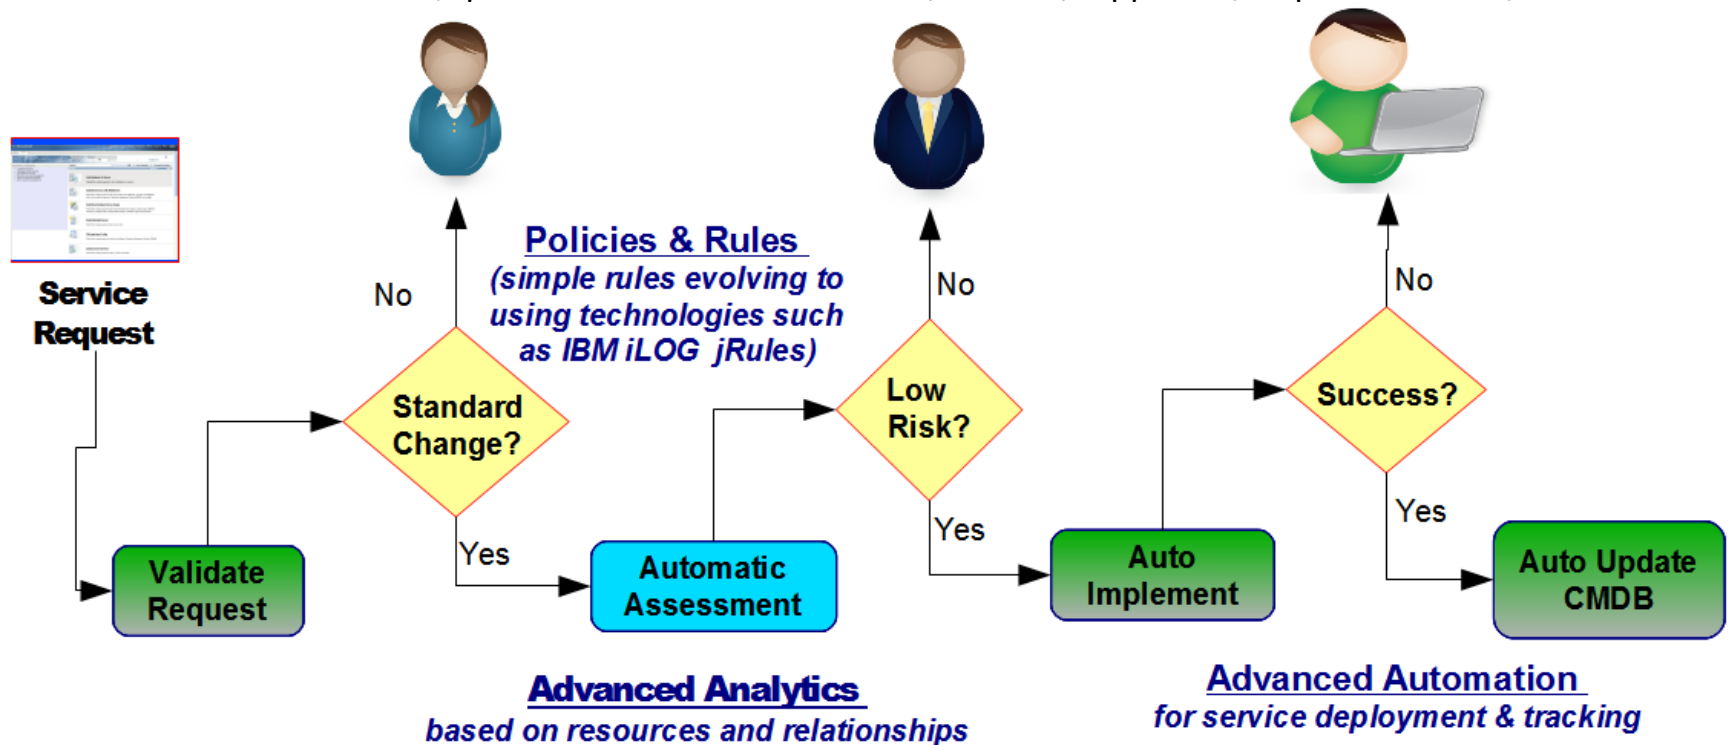 Service
Request
No
Policies & Rules
(simple rules evolving to
using technologies such
as IBM iLOG jRules)
No
No
Standard
Change?
Low
Risk?
Success?
Yes
Yes
Yes
Validate
Request
Automatic
Assessment
Auto
Implement
Auto Update
CMDB
Advanced Analytics
based on resources and relationships
Advanced Automation
for service deployment & tracking